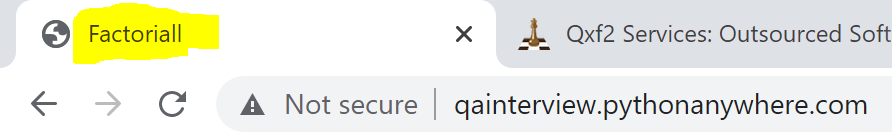 Factoriall
Qxf2 Services: Outsourced Soft
Not secure qainterview.pythonanywhere.com